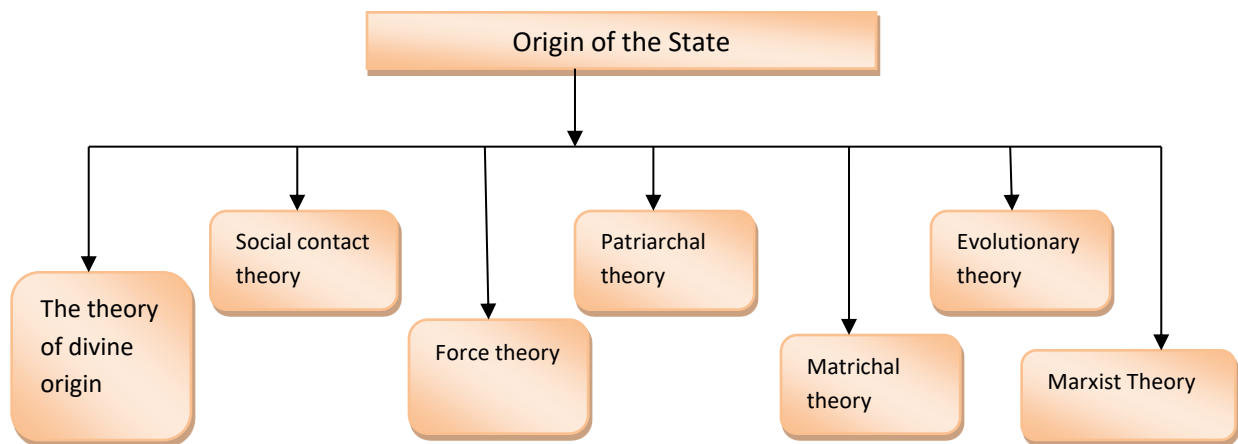 Origin of the State
The theory
of divine
origin
Social contact
theory
Force theory
Patriarchal
theory
Matrichal
theory
Evolutionary
theory
Marxist Theory